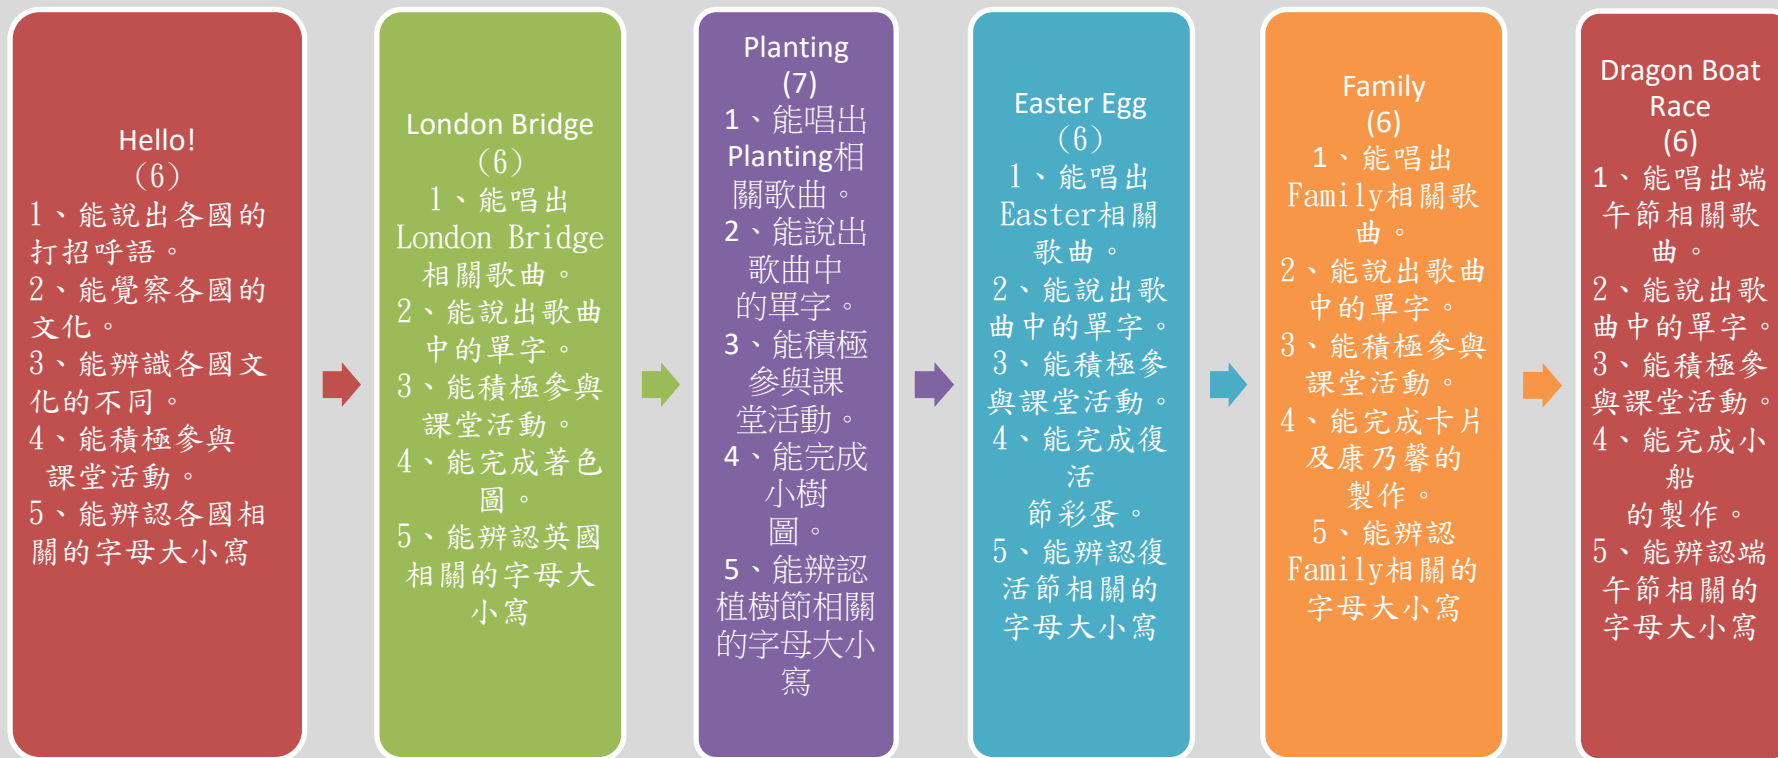 Hello!
（6）
1、能說出各國的
打招呼語。
2、能覺察各國的
文化。
3、能辨識各國文
化的不同。
4、能積極參與
課堂活動。
5、能辨認各國相
關的字母大小寫
London Bridge
（6）
1、能唱出
London Bridge
相關歌曲。
2、能說出歌曲
中的單字。
3、能積極參與
課堂活動。
4、能完成著色
圖。
5、能辨認英國
相關的字母大
小寫
Planting
(7)
1、能唱出
Planting相
關歌曲。
2、能說出
歌曲中
的單字。
3、能積極
參與課
堂活動。
4、能完成
小樹
圖。
5、能辨認
植樹節相關
的字母大小
寫
Easter Egg
（6）
1、能唱出
Easter相關
歌曲。
2、能說出歌
曲中的單字。
3、能積極參
與課堂活動。
4、能完成復
活
節彩蛋。
5、能辨認復
活節相關的
字母大小寫
Family
(6)
1、能唱出
Family相關歌
曲。
2、能說出歌曲
中的單字。
3、能積極參與
課堂活動。
4、能完成卡片
及康乃馨的
製作。
5、能辨認
Family相關的
字母大小寫
Dragon Boat
Race
(6)
1、能唱出端
午節相關歌
曲。
2、能說出歌
曲中的單字。
3、能積極參
與課堂活動。
4、能完成小
船
的製作。
5、能辨認端
午節相關的
字母大小寫